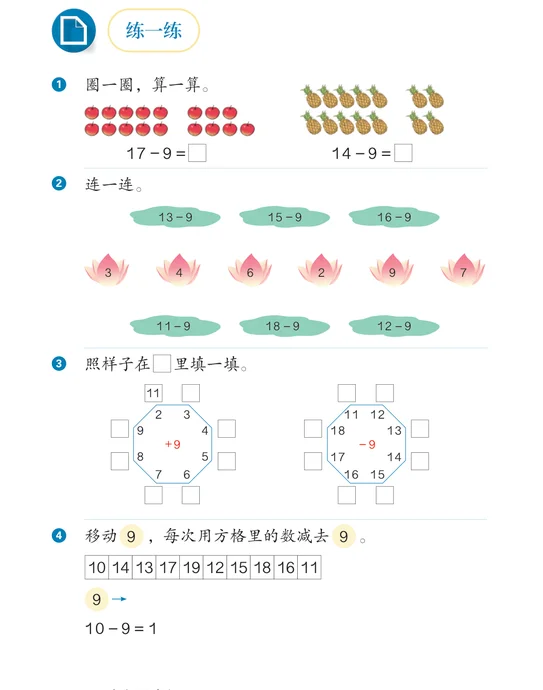 练一练
1 圈一圈，算一算。
17－9＝□ 14－9＝□
2 连一连。
13－9 15－9 16－9
3 4 6 2 9 7
11－9 18－9 12－9
3 照样子在□里填一填。
11
2 3 11 12
9 4 18 13
+9 －9
8 5 17 14
7 6 16 15
4 移动 9 ，每次用方格里的数减去 9 。
10 14 13 17 19 12 15 18 16 11
9 →
10－9＝1